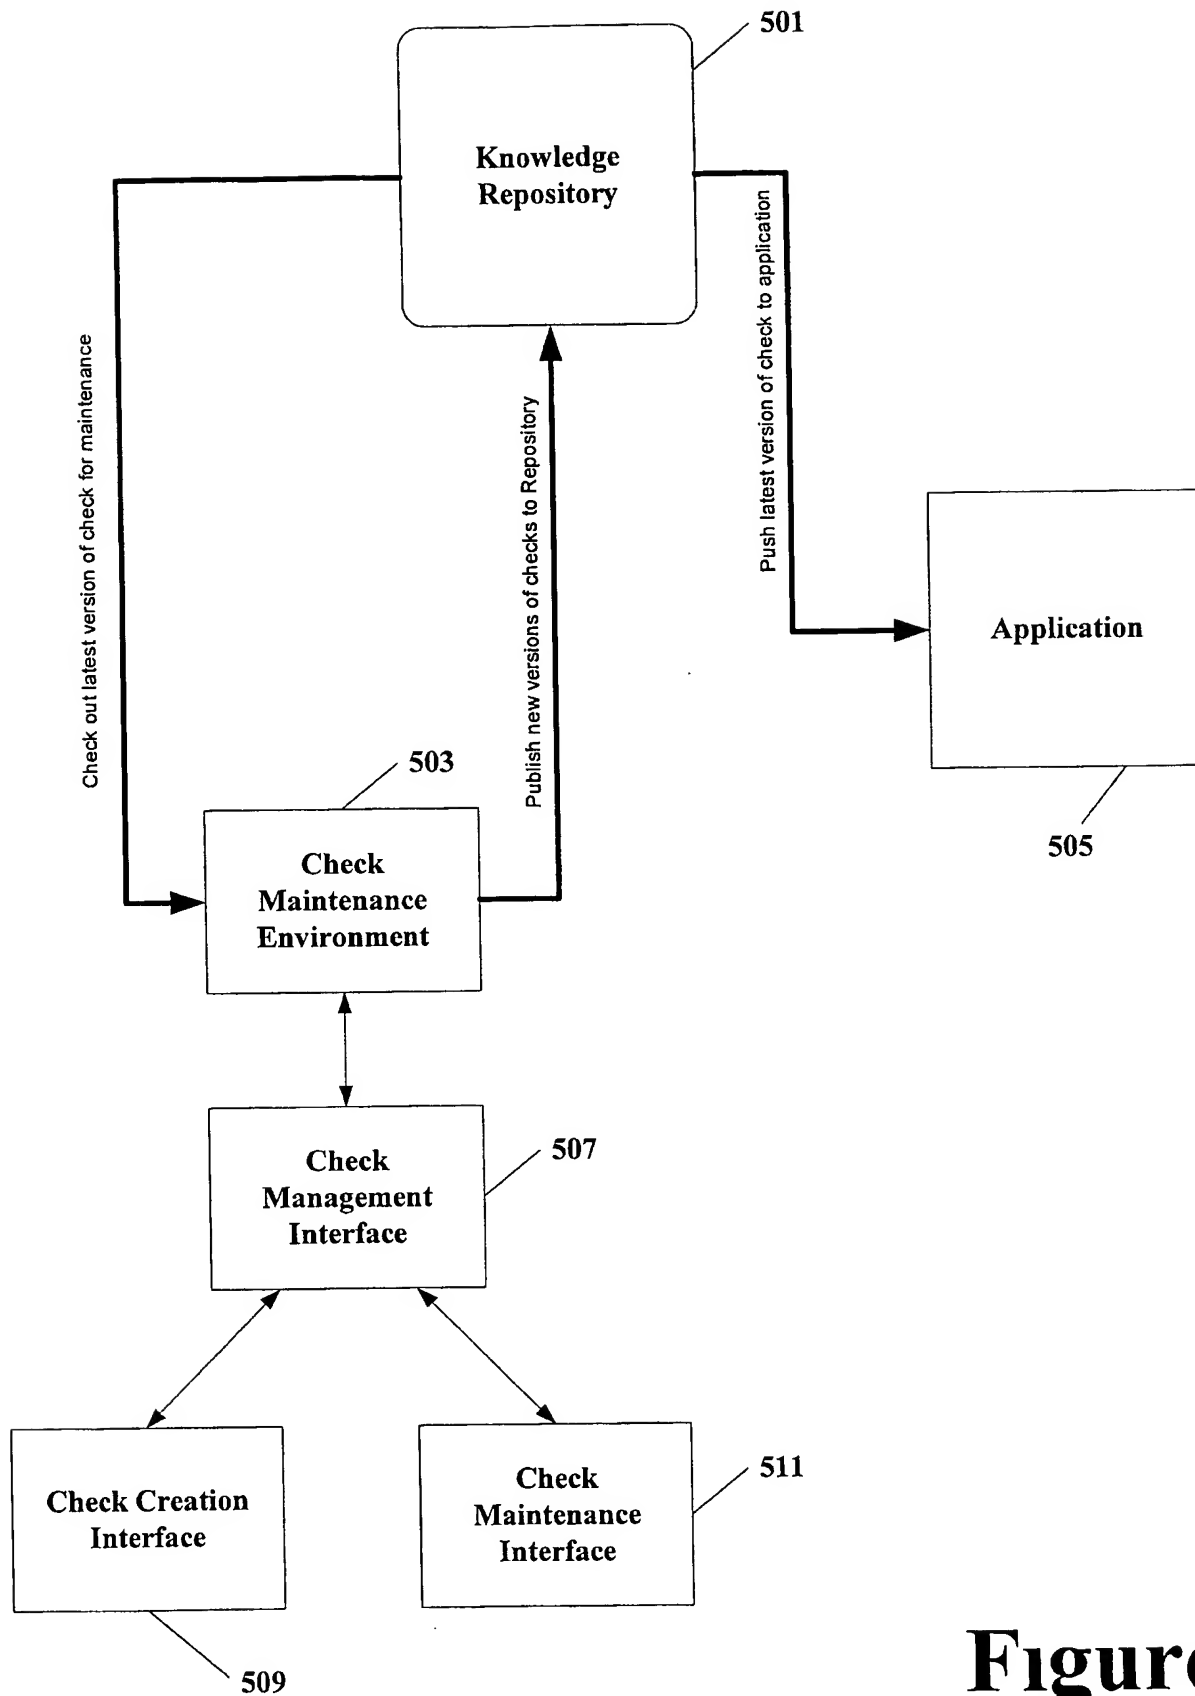 501
Knowledge
Repository
Check out latest version of check for maintenance
Publish new versions of checks to Repository
Push latest version of check to application
Application
505
503
Check
Maintenance
Environment
507
Check
Management
Interface
Check Creation
Interface
509
Check
Maintenance
Interface
511
Figure